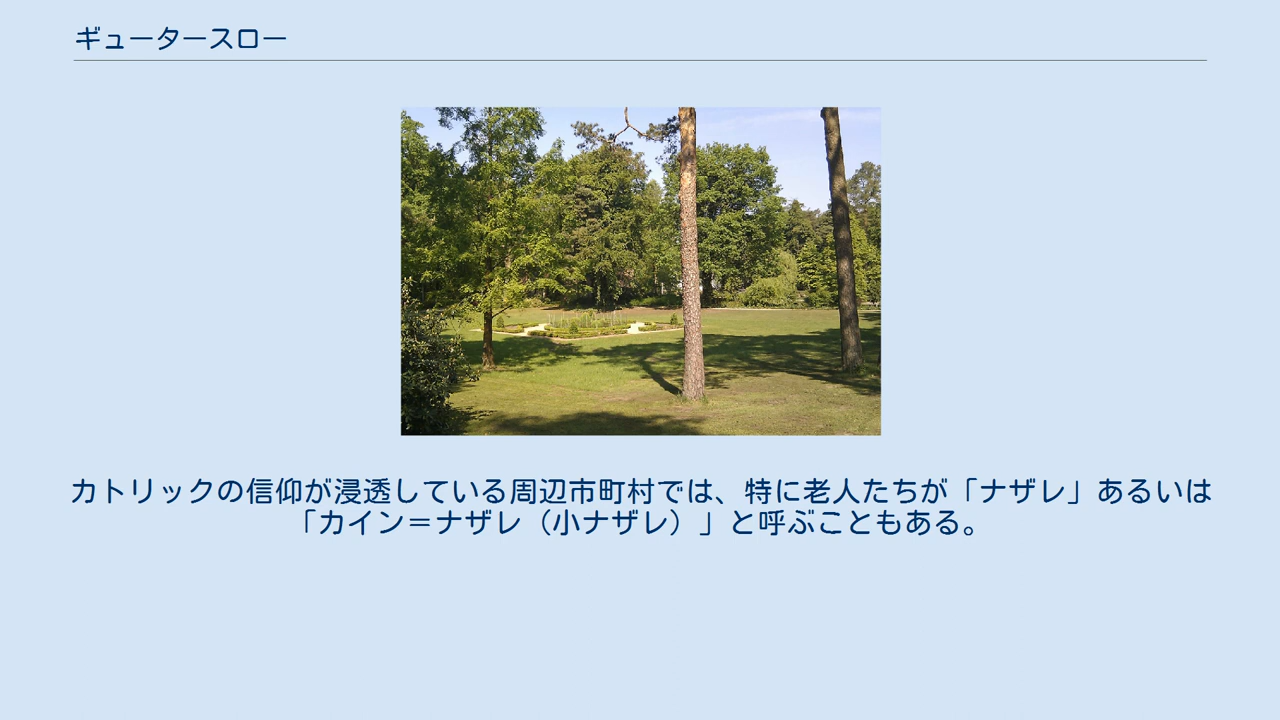 ギュータースロー
カトリックの信仰が浸透している周辺市町村では、特に老人たちが「ナザレ」あるいは
「カイン＝ナザレ（小ナザレ）」と呼ぶこともある。